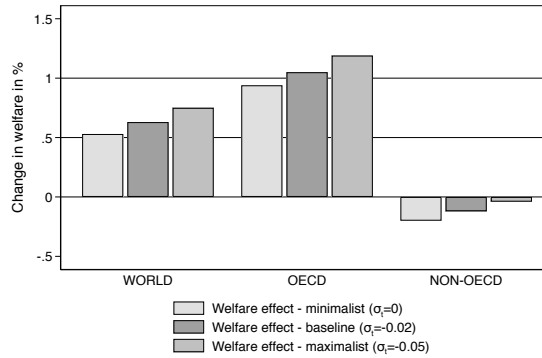 Change in welfare in %
1.5
1
.5
0
-.5
WORLD OECD NON-OECD
Welfare effect - minimalist (σt=0)
Welfare effect - baseline (σt=-0.02)
Welfare effect - maximalist (σt=-0.05)